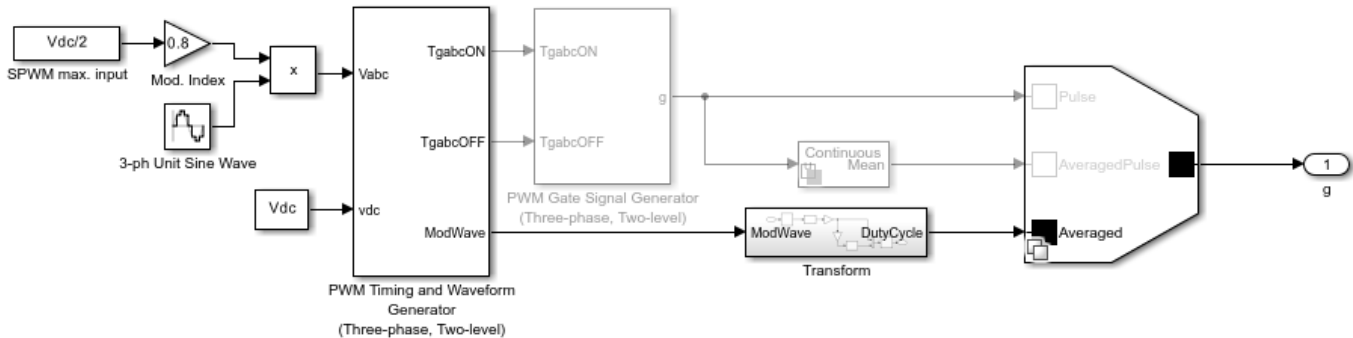 Vdc/2
SPWM max. input
0.8
Mod. Index
x
3-ph Unit Sine Wave
Vdc
Vabc
vdc
TgabcON
TgabcOFF
ModWave
PWM Timing and Waveform
Generator
(Three-phase, Two-level)
TgabcON
TgabcOFF
g
PWM Gate Signal Generator
(Three-phase, Two-level)
Continuous
Mean
ModWave
DutyCycle
Transform
Pulse
AveragedPulse
Averaged
1
g